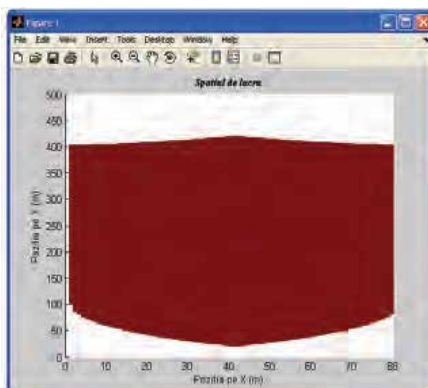 Figure 1
File Edit View Insert Tools Desktop Window Help
Spatiul de lucru
500
450
400
350
300
250
200
150
100
50
0
Pozitia pe Y (m)
0 10 20 30 40 50 60 70 80
Pozitia pe X (m)